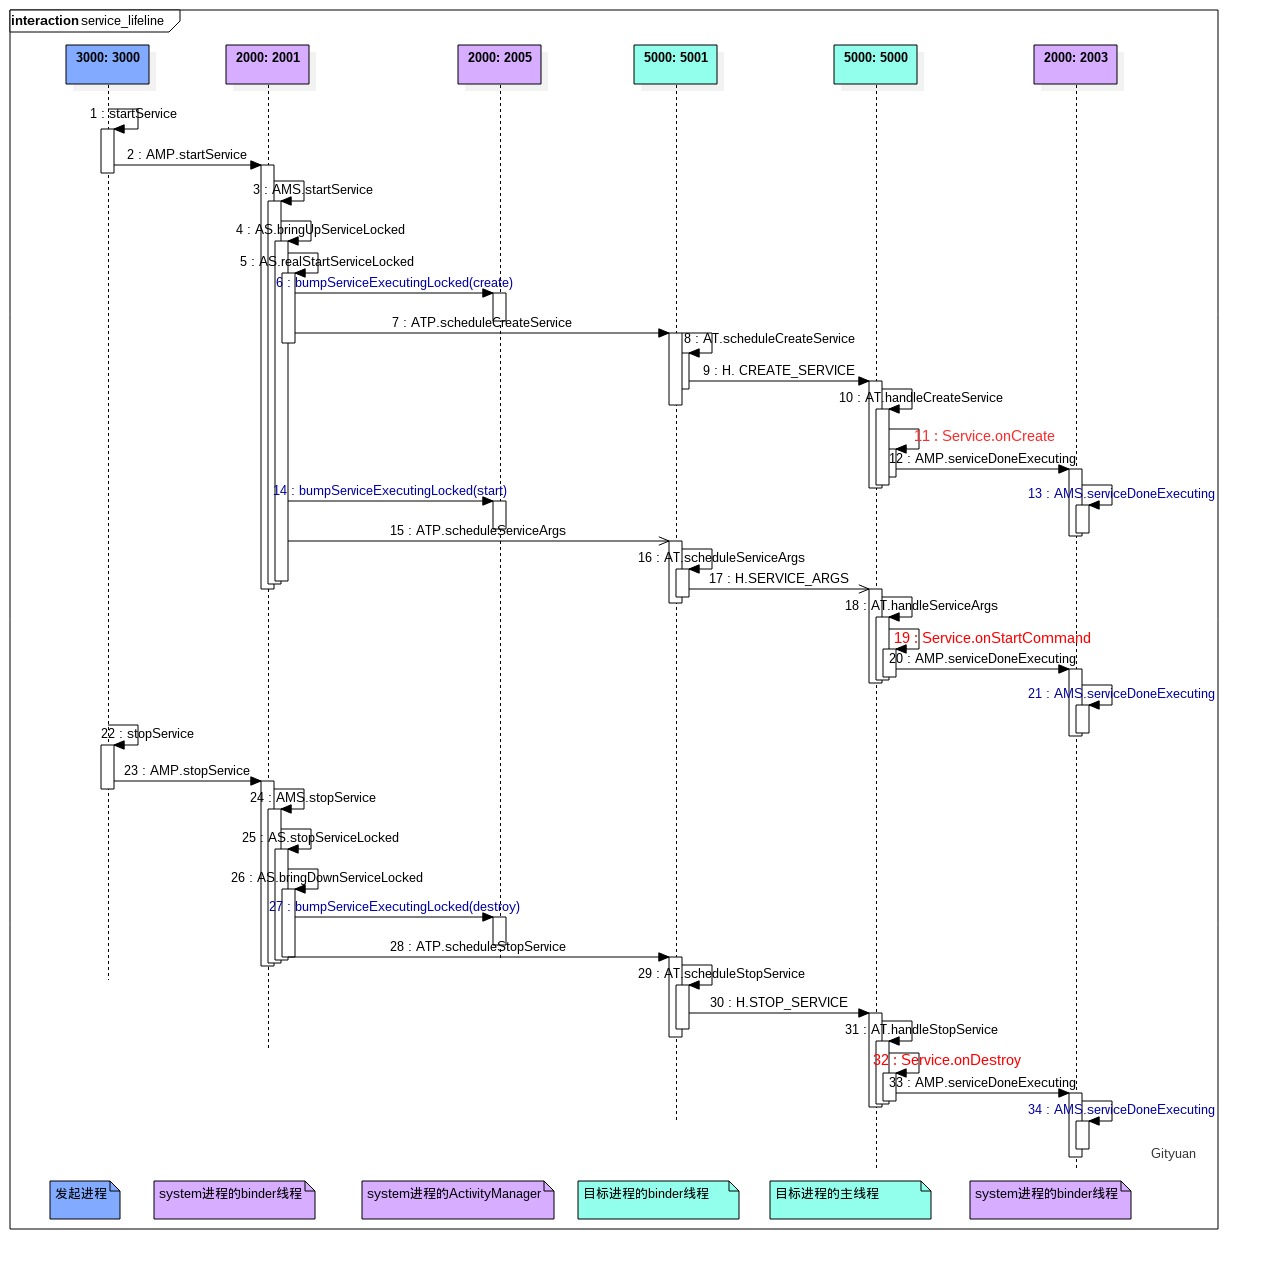 interaction service_lifeline
3000: 3000
2000: 2001
2000: 2005
5000: 5001
5000: 5000
2000: 2003
1 : startService
2 : AMP.startService
3 : AMS.startService
4 : AS.bringUpServiceLocked
5 : AS.realStartServiceLocked
6 : bumpServiceExecutingLocked(create)
7 : ATP.scheduleCreateService
8 : AT.scheduleCreateService
9 : H. CREATE_SERVICE
10 : AT.handleCreateService
11 : Service.onCreate
12 : AMP.serviceDoneExecuting
13 : AMS.serviceDoneExecuting
14 : bumpServiceExecutingLocked(start)
15 : ATP.scheduleServiceArgs
16 : AT.scheduleServiceArgs
17 : H.SERVICE_ARGS
18 : AT.handleServiceArgs
19 : Service.onStartCommand
20 : AMP.serviceDoneExecuting
21 : AMS.serviceDoneExecuting
22 : stopService
23 : AMP.stopService
24 : AMS.stopService
25 : AS.stopServiceLocked
26 : AS.bringDownServiceLocked
27 : bumpServiceExecutingLocked(destroy)
28 : ATP.scheduleStopService
29 : AT.scheduleStopService
30 : H.STOP_SERVICE
31 : AT.handleStopService
32 : Service.onDestroy
33 : AMP.serviceDoneExecuting
34 : AMS.serviceDoneExecuting
Gityuan
发起进程
system进程的binder线程
system进程的ActivityManager
目标进程的binder线程
目标进程的主线程
system进程的binder线程